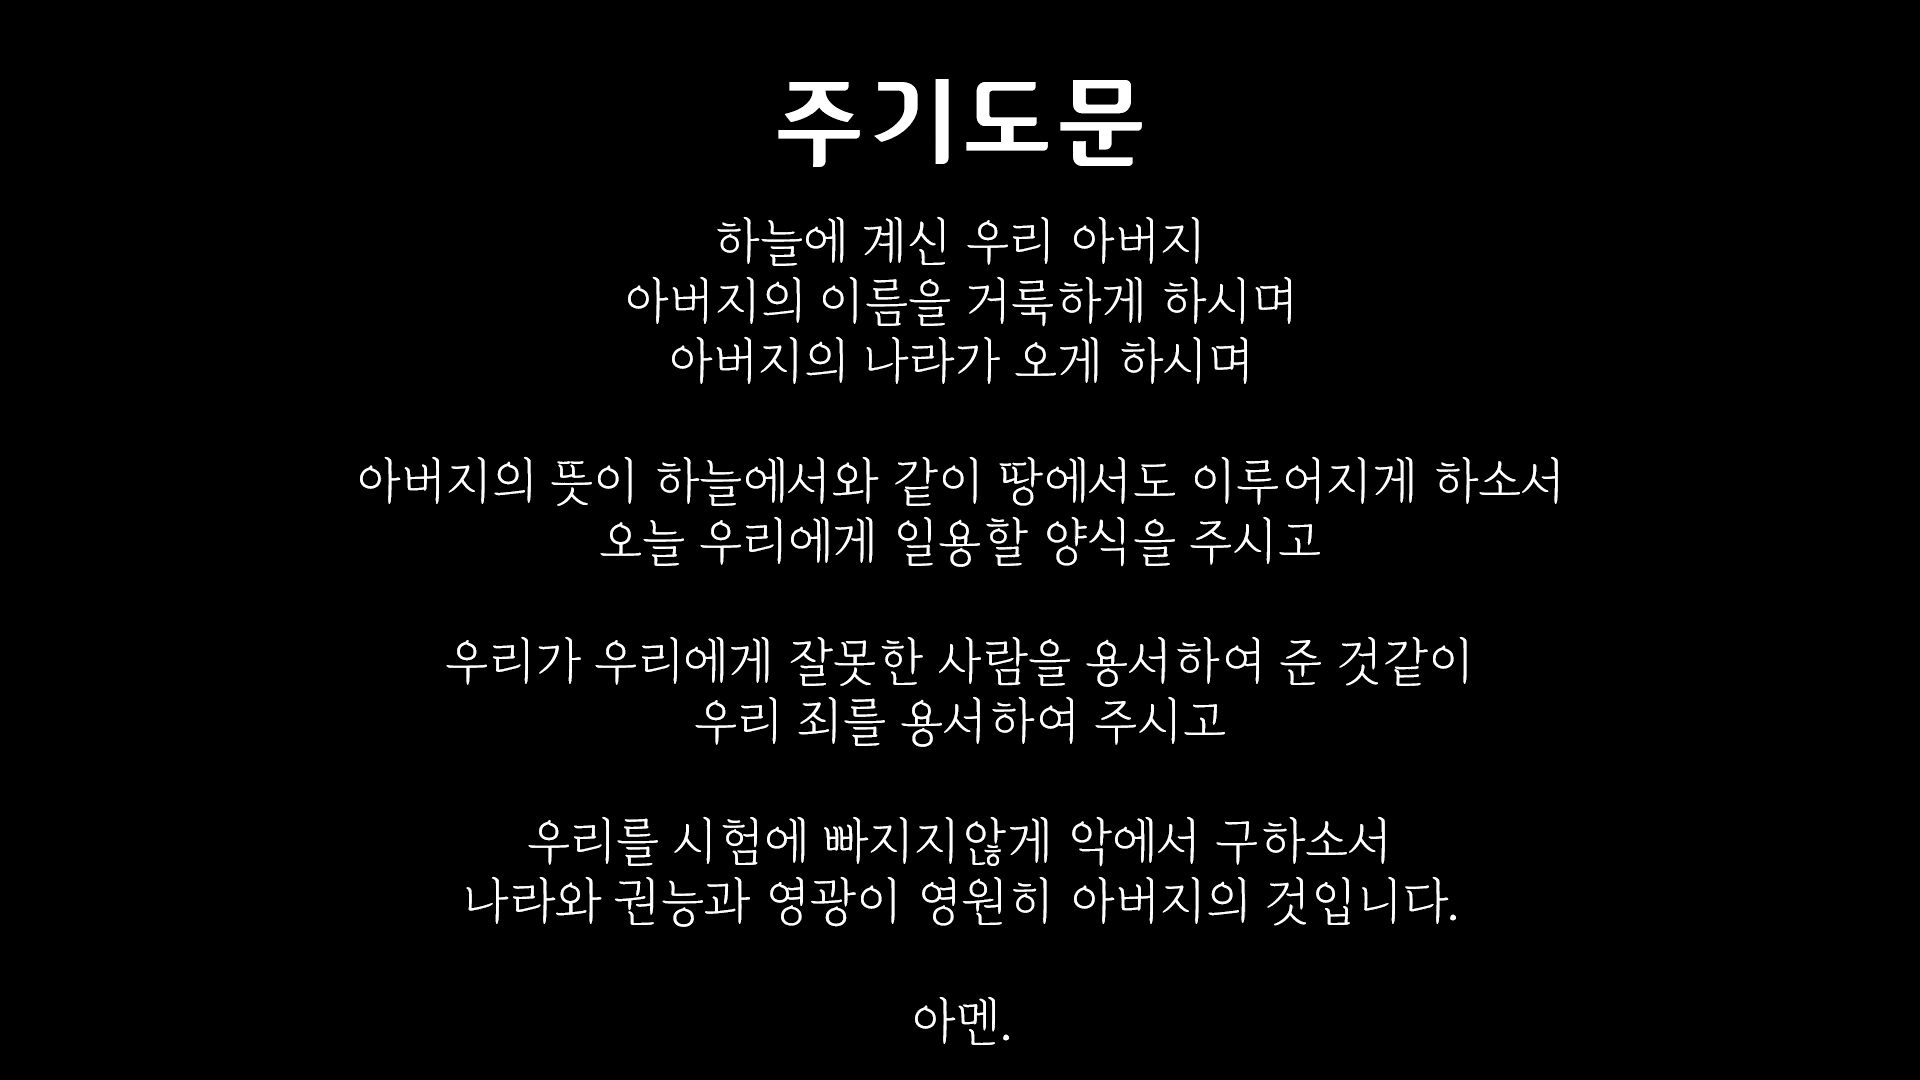 주기도문
하늘에 계신 우리 아버지
아버지의 이름을 거룩하게 하시며
아버지의 나라가 오게 하시며
아버지의 뜻이 하늘에서와 같이 땅에서도 이루어지게 하소서
오늘 우리에게 일용할 양식을 주시고
우리가 우리에게 잘못한 사람을 용서하여 준 것같이
우리 죄를 용서하여 주시고
우리를 시험에 빠지지않게 악에서 구하소서
나라와 권능과 영광이 영원히 아버지의 것입니다.
아멘.